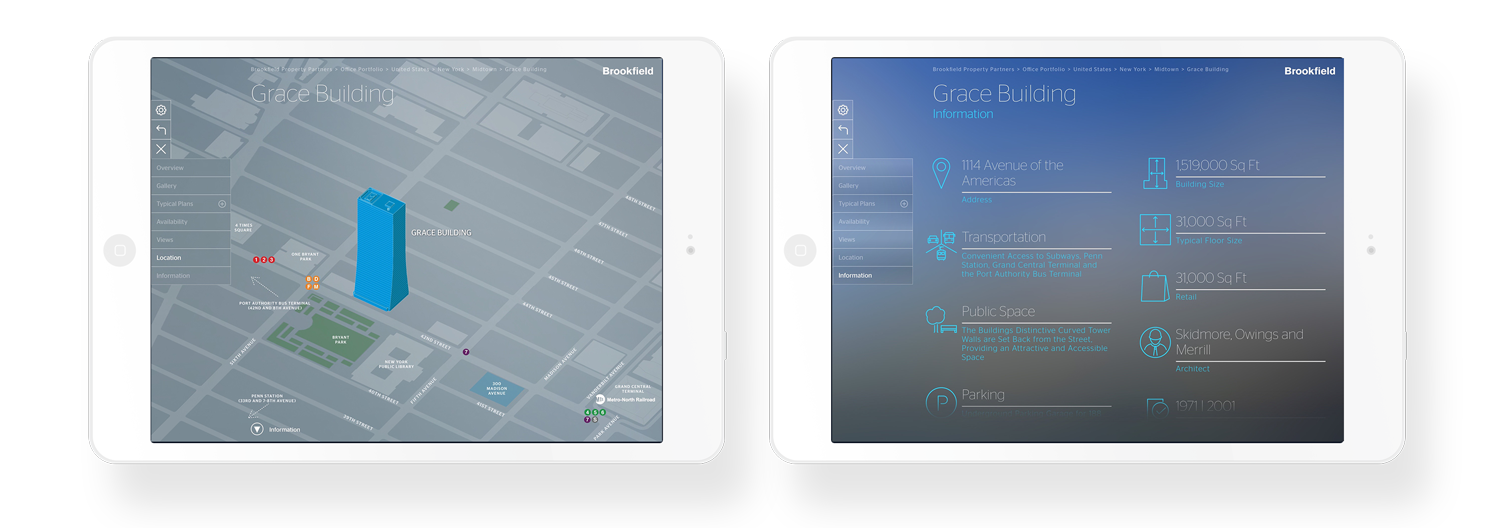 Brookfield Property Partners > Office Portfolio > United States > New York > Midtown > Grace Building
Brookfield
Grace Building
Overview
Gallery
Typical Plans
Availability
Views
Location
Information
4 TIMES
SQUARE
1 2 3
ONE BRYANT
PARK
B D
F M
PORT AUTHORITY BUS TERMINAL
(42ND AND 8TH AVENUE)
GRACE BUILDING
48TH STREET
47TH STREET
46TH STREET
45TH STREET
44TH STREET
BRYANT
PARK
NEW YORK
PUBLIC LIBRARY
42ND STREET
7
SIXTH AVENUE
40TH STREET
FIFTH AVENUE
41ST STREET
39TH STREET
300
MADISON
AVENUE
MADISON AVENUE
VANDERBILT AVENUE
GRAND CENTRAL
TERMINAL
Metro-North Railroad
4 5 6
7 S
PARK AVENUE
PENN STATION
(33RD AND 7-8TH AVENUE)
Information
Brookfield Property Partners > Office Portfolio > United States > New York > Midtown > Grace Building
Brookfield
Grace Building
Information
Overview
Gallery
Typical Plans
Availability
Views
Location
Information
1114 Avenue of the
Americas
Address
Transportation
Convenient Access to Subways, Penn
Station, Grand Central Terminal and
the Port Authority Bus Terminal
Public Space
The Buildings Distinctive Curved Tower
Walls are Set Back from the Street,
Providing an Attractive and Accessible
Space
P
Parking
1,519,000 Sq Ft
Building Size
31,000 Sq Ft
Typical Floor Size
31,000 Sq Ft
Retail
Skidmore, Owings and
Merrill
Architect
1971 | 2001